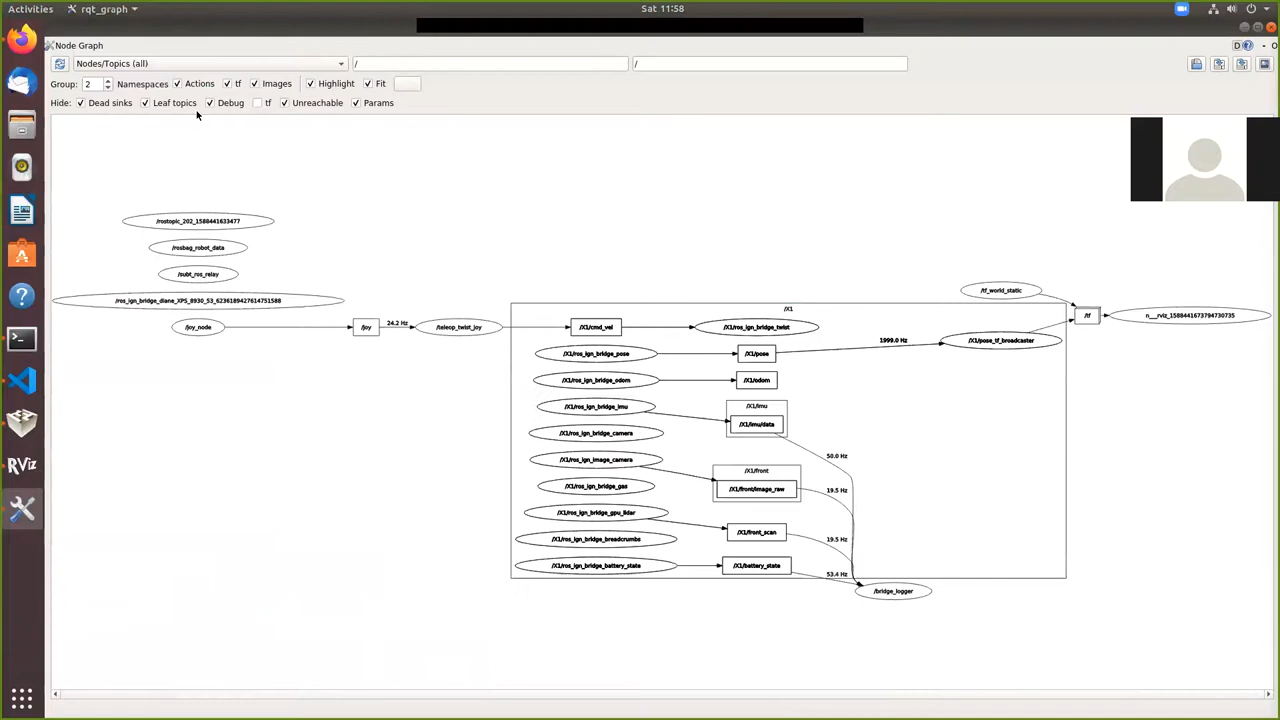 Activities
rqt_graph
Sat 11:58
Node Graph
D
O
Nodes/Topics (all)
/
/
Group:
2
Namespaces
Actions
tf
Images
Highlight
Fit
Hide:
Dead sinks
Leaf topics
Debug
tf
Unreachable
Params
/rostopic_202_1588441633477
/rosbag_robot_data
/subt_ros_relay
/ros_ign_bridge_diane_XPS_8930_53_6236189427614751588
/joy_node
/joy
24.2 Hz
/teleop_twist_joy
/X1
/X1/cmd_vel
/X1/ros_ign_bridge_twist
/X1/ros_ign_bridge_pose
/X1/pose
1999.0 Hz
/X1/pose_tf_broadcaster
/tf_world_static
/tf
n__rviz_1588441673794730735
/X1/ros_ign_bridge_odom
/X1/odom
/X1/ros_ign_bridge_imu
/X1/imu
/X1/imu/data
50.0 Hz
/X1/ros_ign_bridge_camera
/X1/ros_ign_image_camera
/X1/front
/X1/front/image_raw
19.5 Hz
/X1/ros_ign_bridge_gas
/X1/ros_ign_bridge_gpu_lidar
/X1/front_scan
19.5 Hz
/X1/ros_ign_bridge_breadcrumbs
/X1/ros_ign_bridge_battery_state
/X1/battery_state
53.4 Hz
/bridge_logger
RViz